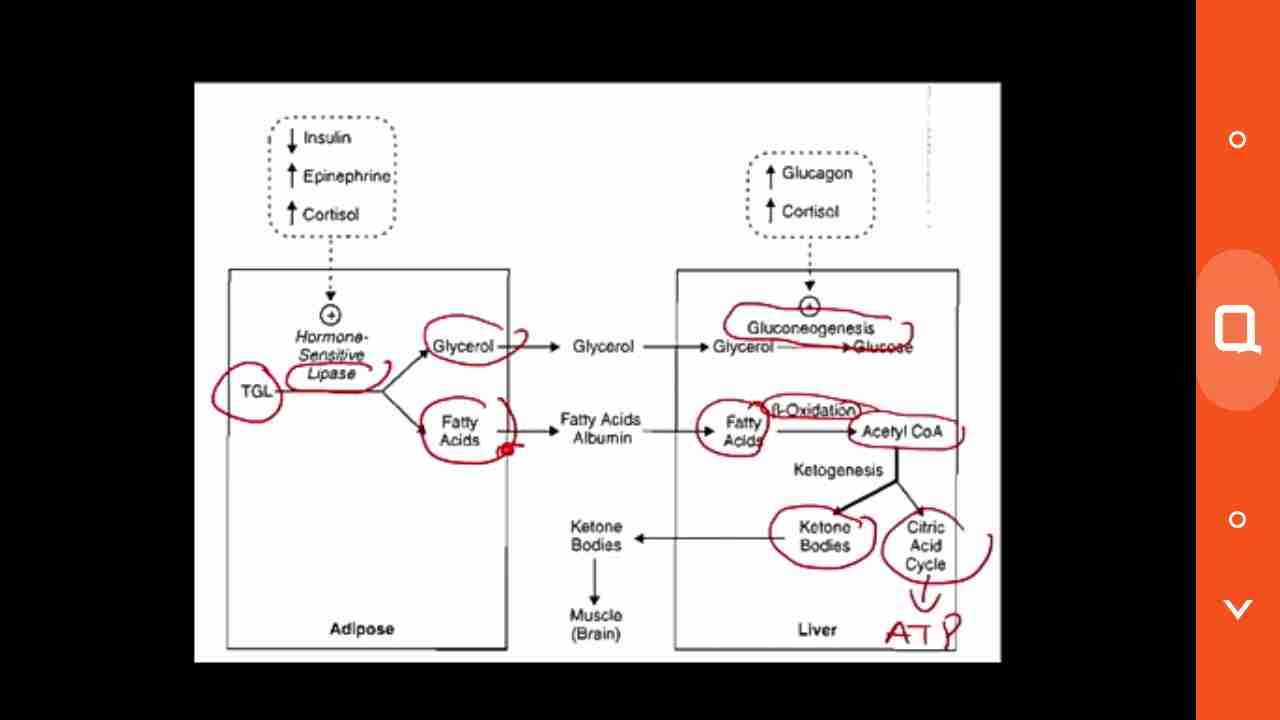 Insulin
Epinephrine
Cortisol
Glucagon
Cortisol
Hormone-
Sensitive
Lipase
TGL
Glycerol
Fatty
Acids
Glycerol
Fatty Acids
Albumin
Gluconeogenesis
Glycerol
Glucose
Fatty
Acids
β-Oxidation
Acetyl CoA
Ketogenesis
Ketone
Bodies
Citric
Acid
Cycle
ATP
Ketone
Bodies
Muscle
(Brain)
Adipose
Liver